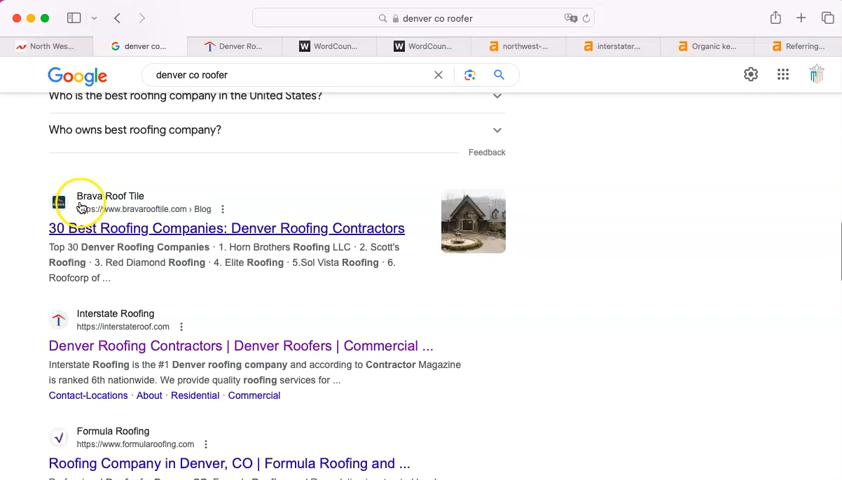 denver co roofer
North Wes...
denver co...
Denver Ro...
WordCoun...
WordCoun...
northwest-...
interstater...
Organic ke...
Referring...
Google
denver co roofer
Who is the best roofing company in the United States?
Who owns best roofing company?
Feedback
Brava Roof Tile
https://www.bravarooftile.com › Blog
30 Best Roofing Companies: Denver Roofing Contractors
Top 30 Denver Roofing Companies · 1. Horn Brothers Roofing LLC · 2. Scott's
Roofing · 3. Red Diamond Roofing · 4. Elite Roofing · 5.Sol Vista Roofing · 6.
Roofcorp of ...
Interstate Roofing
https://interstateroof.com
Denver Roofing Contractors | Denver Roofers | Commercial ...
Interstate Roofing is the #1 Denver roofing company and according to Contractor Magazine
is ranked 6th nationwide. We provide quality roofing services for ...
Contact-Locations · About · Residential · Commercial
Formula Roofing
https://www.formularoofing.com
Roofing Company in Denver, CO | Formula Roofing and ...